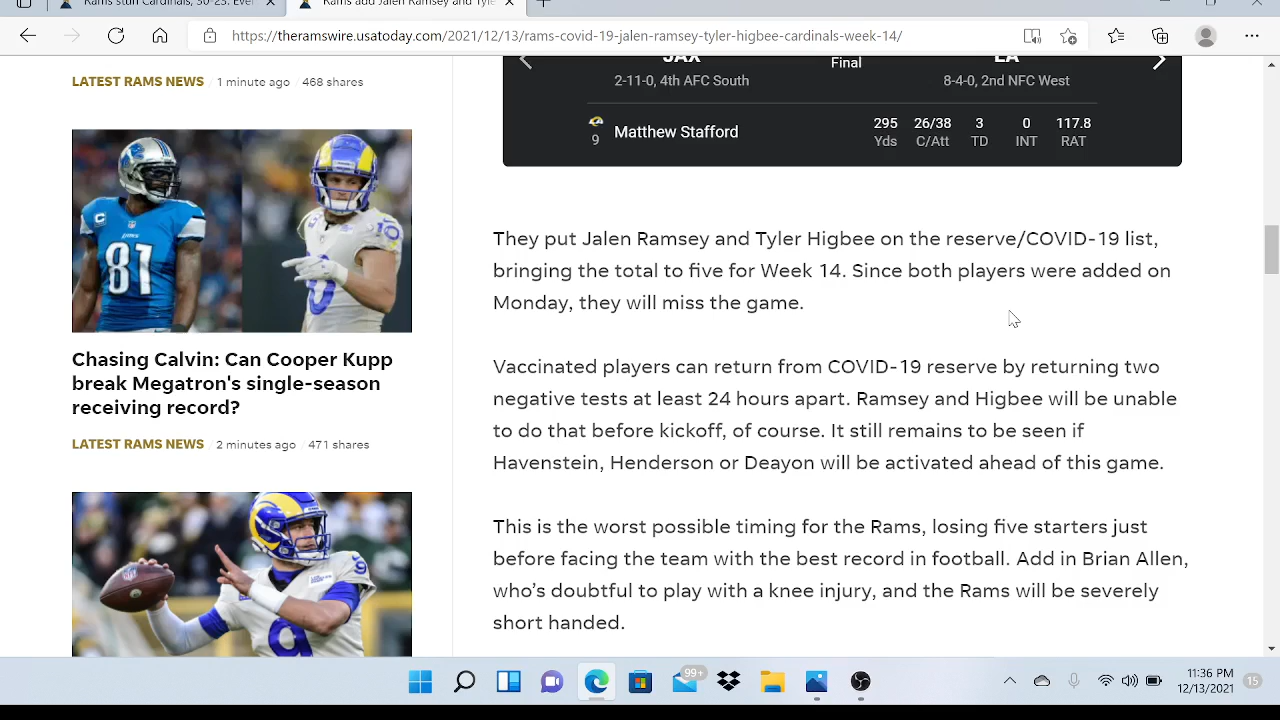 Rams stun Cardinals, 30-23: Ever
Rams add Jalen Ramsey and Tyle
https://theramswire.usatoday.com/2021/12/13/rams-covid-19-jalen-ramsey-tyler-higbee-cardinals-week-14/
LATEST RAMS NEWS / 1 minute ago / 468 shares
81
10
Chasing Calvin: Can Cooper Kupp
break Megatron's single-season
receiving record?
LATEST RAMS NEWS / 2 minutes ago / 471 shares
9
9
JAX
Final
LA
2-11-0, 4th AFC South
8-4-0, 2nd NFC West
9
Matthew Stafford
295 26/38 3 0 117.8
Yds C/Att TD INT RAT
They put Jalen Ramsey and Tyler Higbee on the reserve/COVID-19 list,
bringing the total to five for Week 14. Since both players were added on
Monday, they will miss the game.
Vaccinated players can return from COVID-19 reserve by returning two
negative tests at least 24 hours apart. Ramsey and Higbee will be unable
to do that before kickoff, of course. It still remains to be seen if
Havenstein, Henderson or Deayon will be activated ahead of this game.
This is the worst possible timing for the Rams, losing five starters just
before facing the team with the best record in football. Add in Brian Allen,
who's doubtful to play with a knee injury, and the Rams will be severely
short handed.
99+
11:36 PM
12/13/2021
15